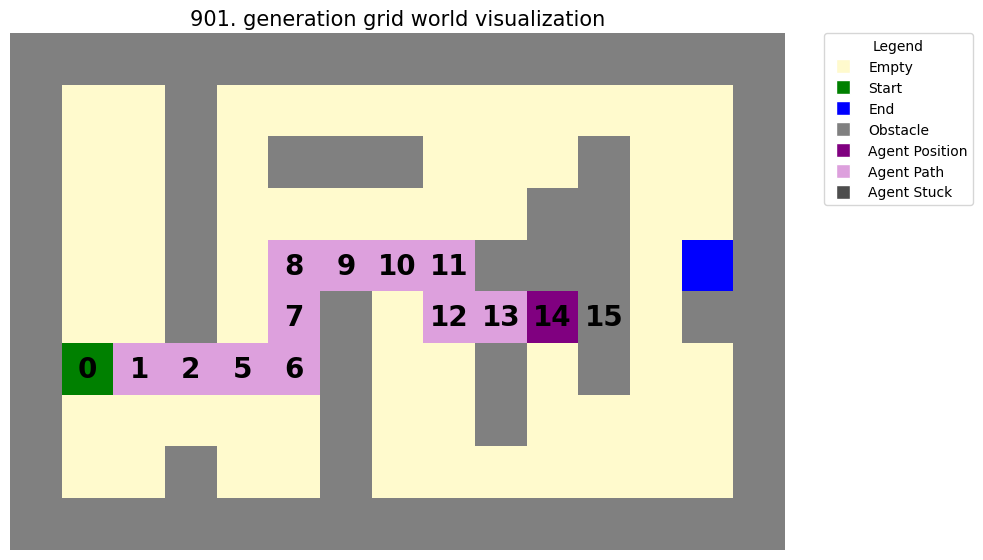 901. generation grid world visualization
Legend
Empty
Start
End
Obstacle
Agent Position
Agent Path
Agent Stuck
8 9 10 11
7 12 13 14 15
0 1 2 5 6